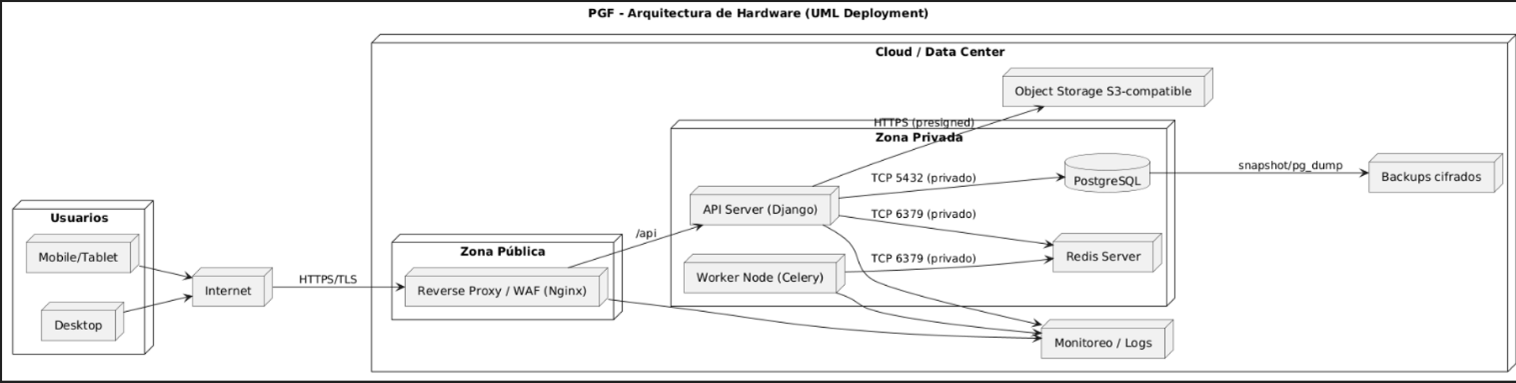 PGF - Arquitectura de Hardware (UML Deployment)
Cloud / Data Center
Object Storage S3-compatible
HTTPS (presigned)
Zona Privada
TCP 5432 (privado)
PostgreSQL
snapshot/pg_dump
Backups cifrados
API Server (Django)
TCP 6379 (privado)
Usuarios
Mobile/Tablet
/api
Zona Pública
TCP 6379 (privado)
Redis Server
Worker Node (Celery)
Internet
HTTPS/TLS
Reverse Proxy / WAF (Nginx)
Desktop
Monitoreo / Logs